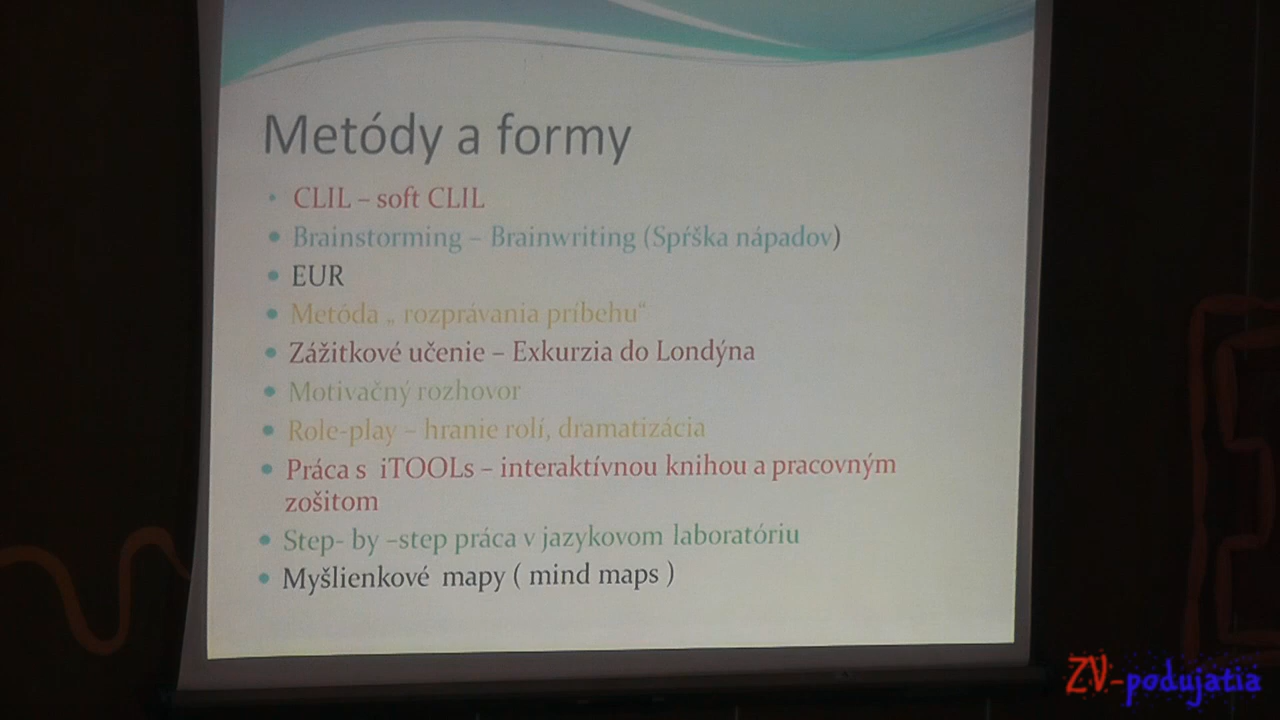 Metódy a formy
CLIL – soft CLIL
Brainstorming – Brainwriting (Spŕška nápadov)
EUR
Metóda „ rozprávania príbehu“
Zážitkové učenie – Exkurzia do Londýna
Motivačný rozhovor
Role-play – hranie rolí, dramatizácia
Práca s iTOOLs – interaktívnou knihou a pracovným
zošitom
Step- by –step práca v jazykovom laboratóriu
Myšlienkové mapy ( mind maps )
ZV-podujatia